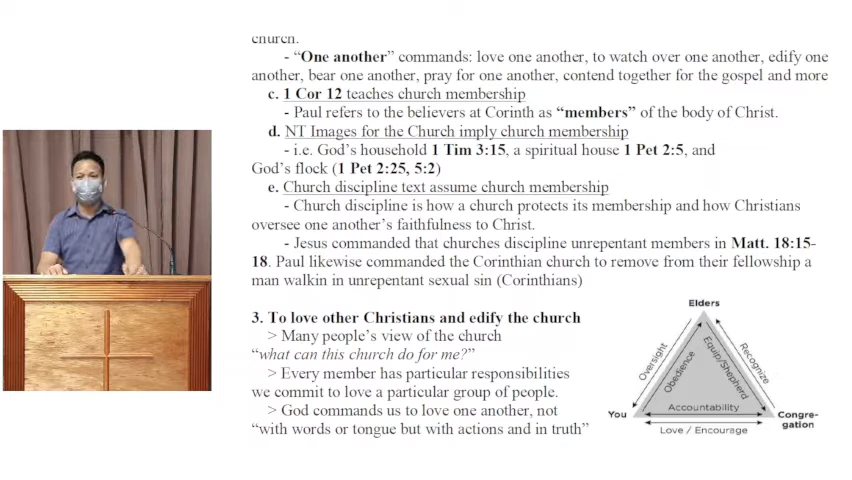 church.
- “One another” commands: love one another, to watch over one another, edify one
another, bear one another, pray for one another, contend together for the gospel and more
c. 1 Cor 12 teaches church membership
- Paul refers to the believers at Corinth as “members” of the body of Christ.
d. NT Images for the Church imply church membership
- i.e. God’s household 1 Tim 3:15, a spiritual house 1 Pet 2:5, and
God’s flock (1 Pet 2:25, 5:2)
e. Church discipline text assume church membership
- Church discipline is how a church protects its membership and how Christians
oversee one another’s faithfulness to Christ.
- Jesus commanded that churches discipline unrepentant members in Matt. 18:15-
18. Paul likewise commanded the Corinthian church to remove from their fellowship a
man walkin in unrepentant sexual sin (Corinthians)
3. To love other Christians and edify the church
> Many people’s view of the church
“what can this church do for me?”
> Every member has particular responsibilities
we commit to love a particular group of people.
> God commands us to love one another, not
“with words or tongue but with actions and in truth”
Elders
Oversight
Obedience
Equip/Shepherd
Recognize
You
Accountability
Love / Encourage
Congre-
gation